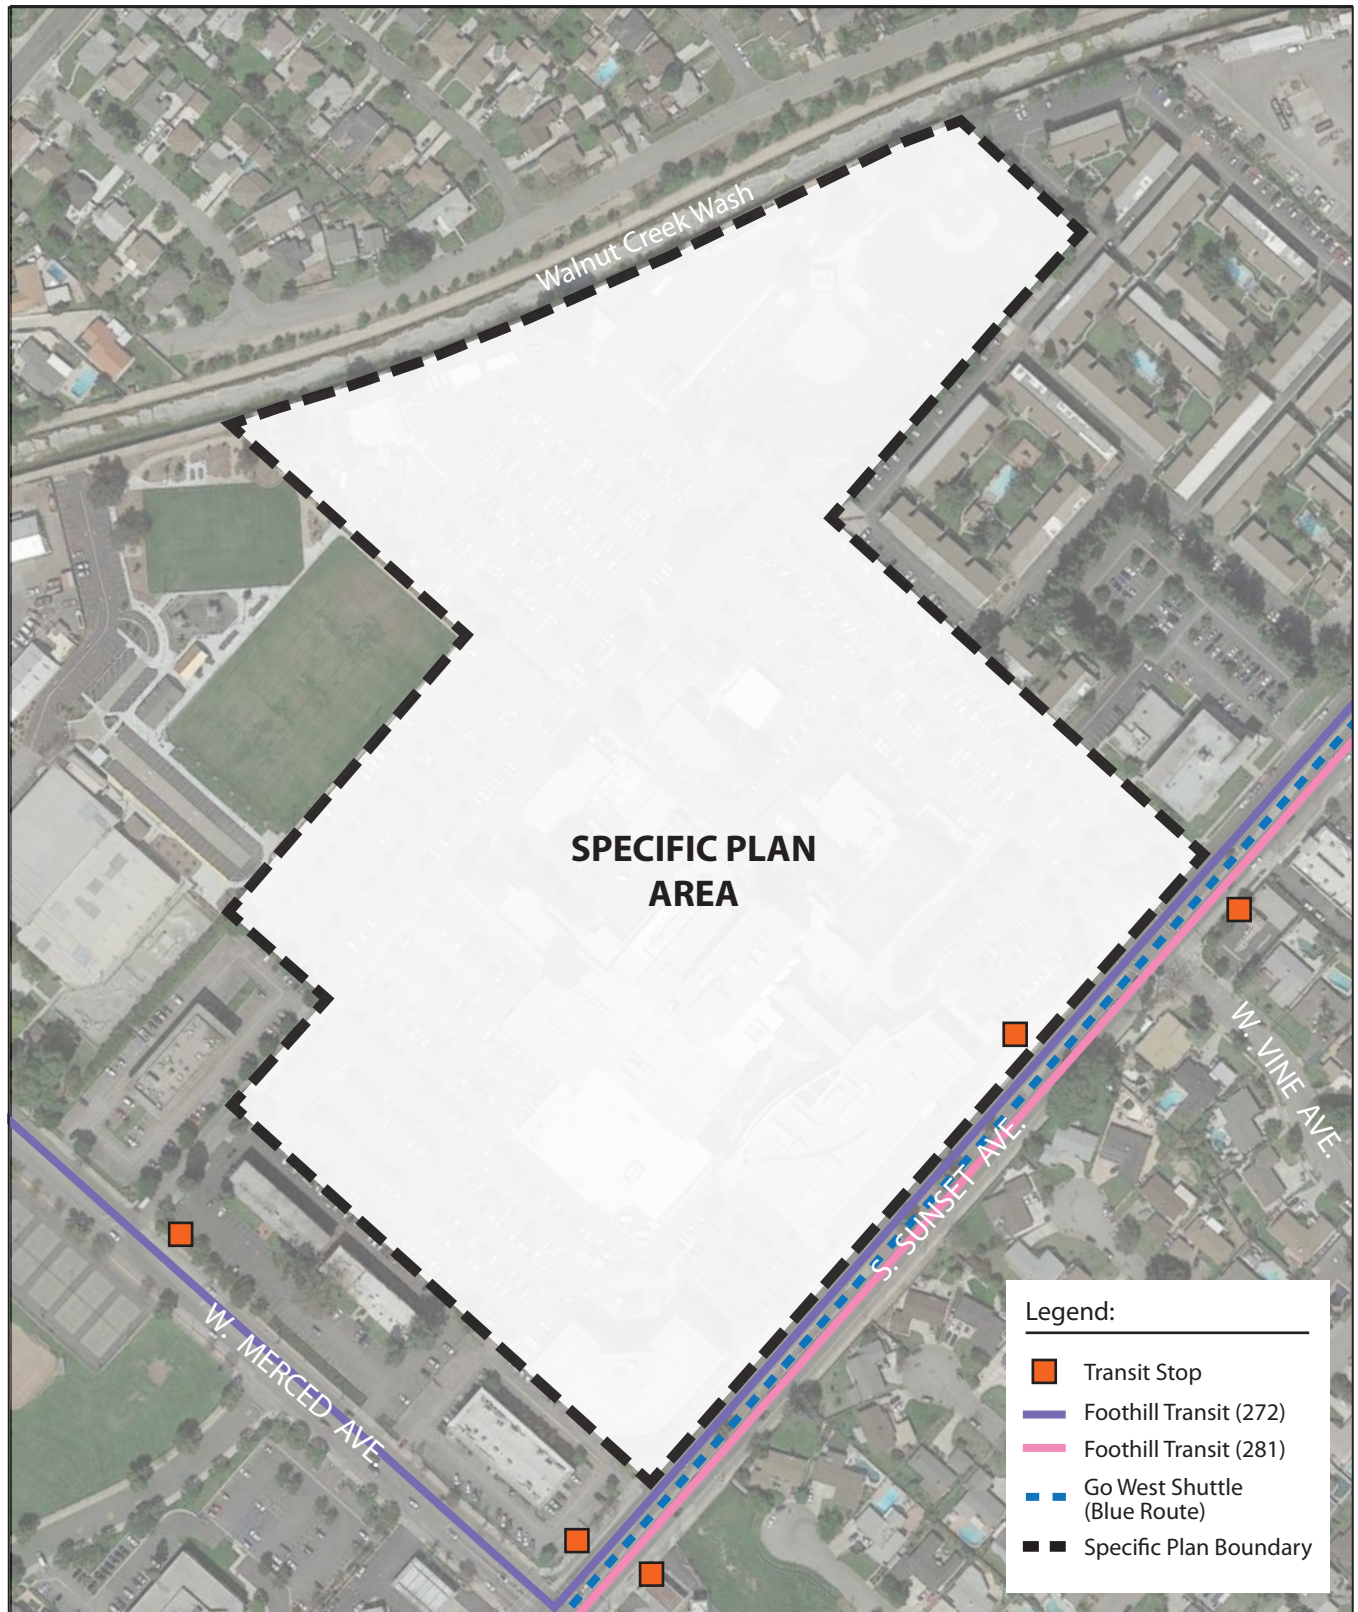 Walnut Creek Wash
SPECIFIC PLAN
AREA
W. VINE AVE.
S. SUNSET AVE.
W. MERCED AVE.
Legend:
Transit Stop
Foothill Transit (272)
Foothill Transit (281)
Go West Shuttle
(Blue Route)
Specific Plan Boundary